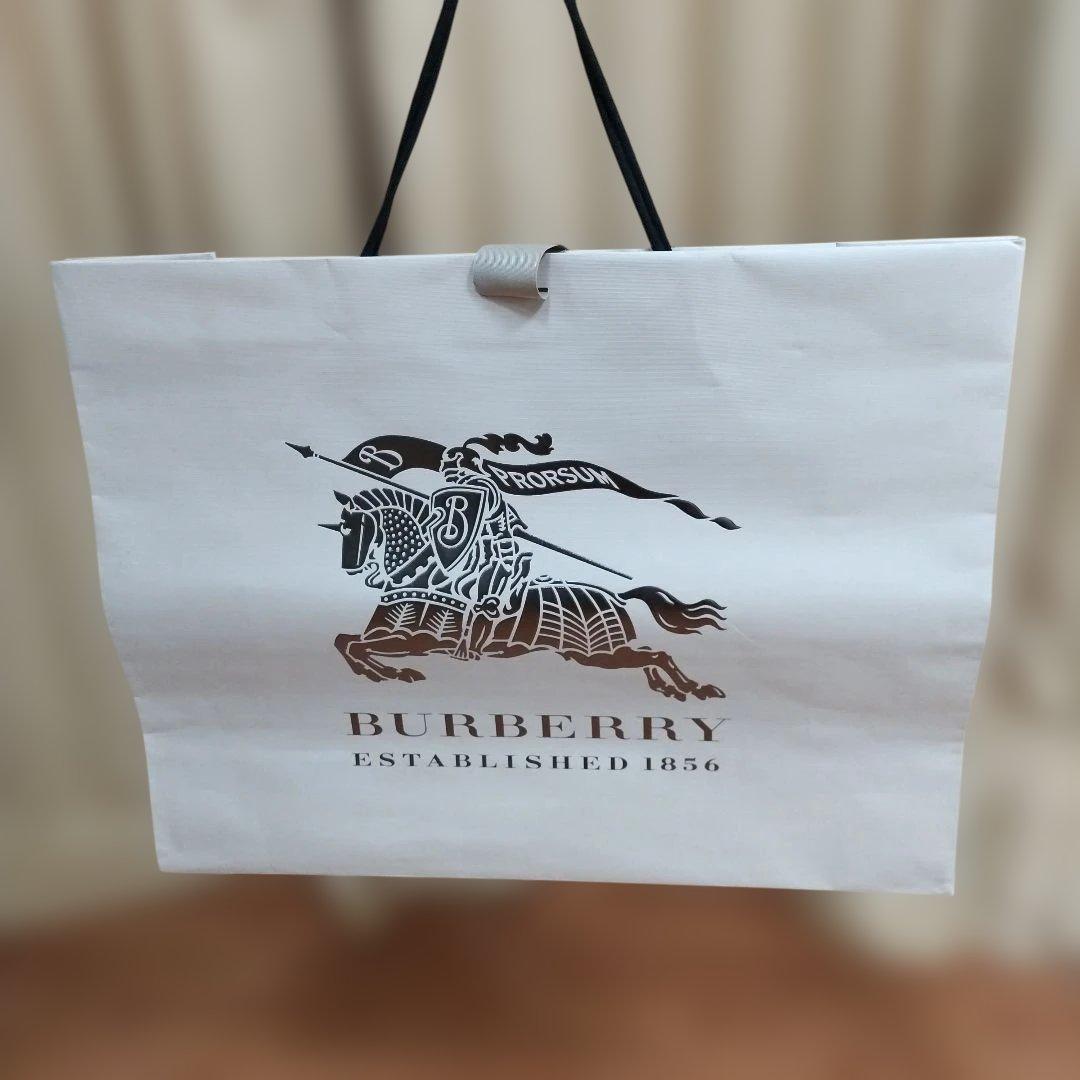 B
PRORSUM
B
BURBERRY
ESTABLISHED 1856